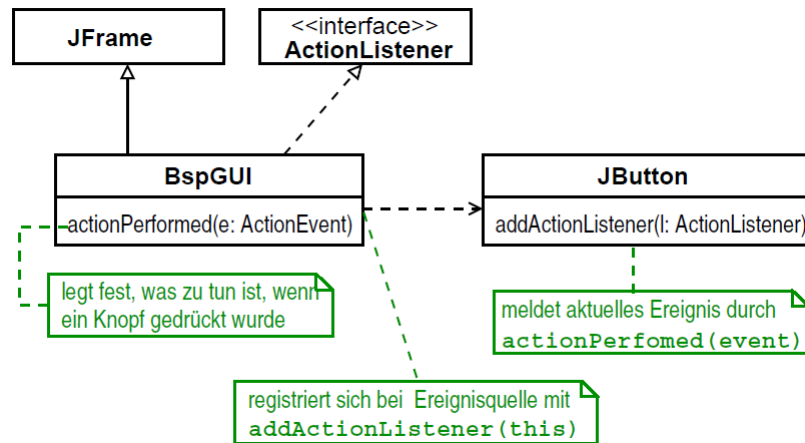 JFrame
<<interface>>
ActionListener
BspGUI
actionPerformed(e: ActionEvent)
JButton
addActionListener(l: ActionListener)
legt fest, was zu tun ist, wenn
ein Knopf gedrückt wurde
meldet aktuelles Ereignis durch
actionPerfomed(event)
registriert sich bei Ereignisquelle mit
addActionListener(this)